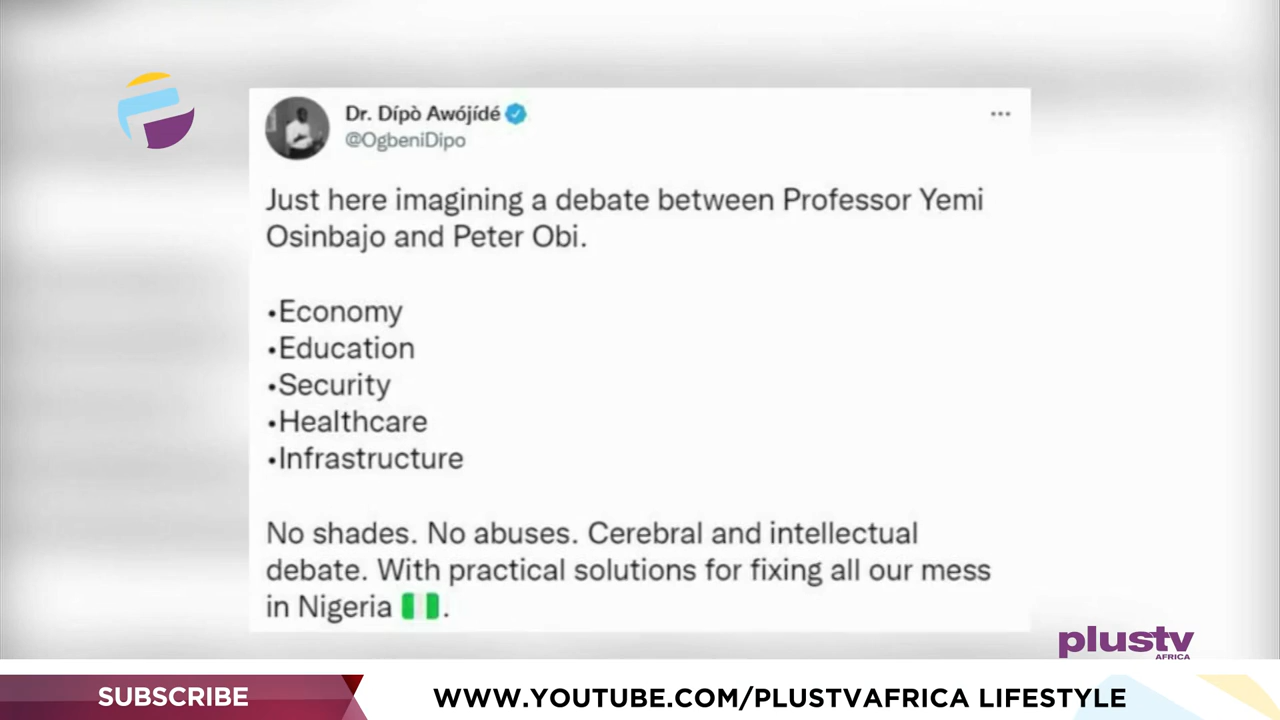 Dr. Dípò Awójídé
@OgbeniDipo
Just here imagining a debate between Professor Yemi
Osinbajo and Peter Obi.
•Economy
•Education
•Security
•Healthcare
•Infrastructure
No shades. No abuses. Cerebral and intellectual
debate. With practical solutions for fixing all our mess
in Nigeria 🇳🇬.
plustv
AFRICA
SUBSCRIBE
WWW.YOUTUBE.COM/PLUSTVAFRICA LIFESTYLE